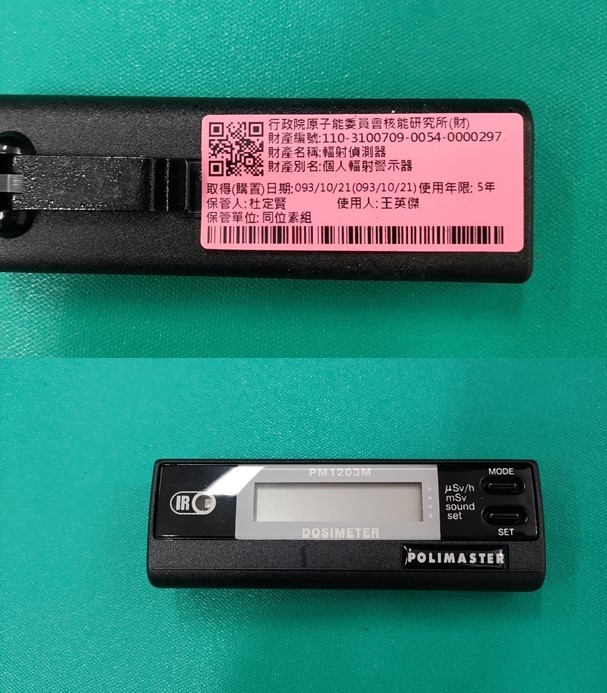 行政院原子能委員會核能研究所(財)
財產編號:110-3100709-0054-0000297
財產名稱:輻射偵測器
財產別名:個人輻射警示器
取得(購置)日期:093/10/21(093/10/21)使用年限: 5年
保管人: 杜定賢 使用人: 王英傑
保管單位: 同位素組
PM1203M
MODE
IR
μSv/h
mSv
sound
set
DOSIMETER
SET
POLIMASTER